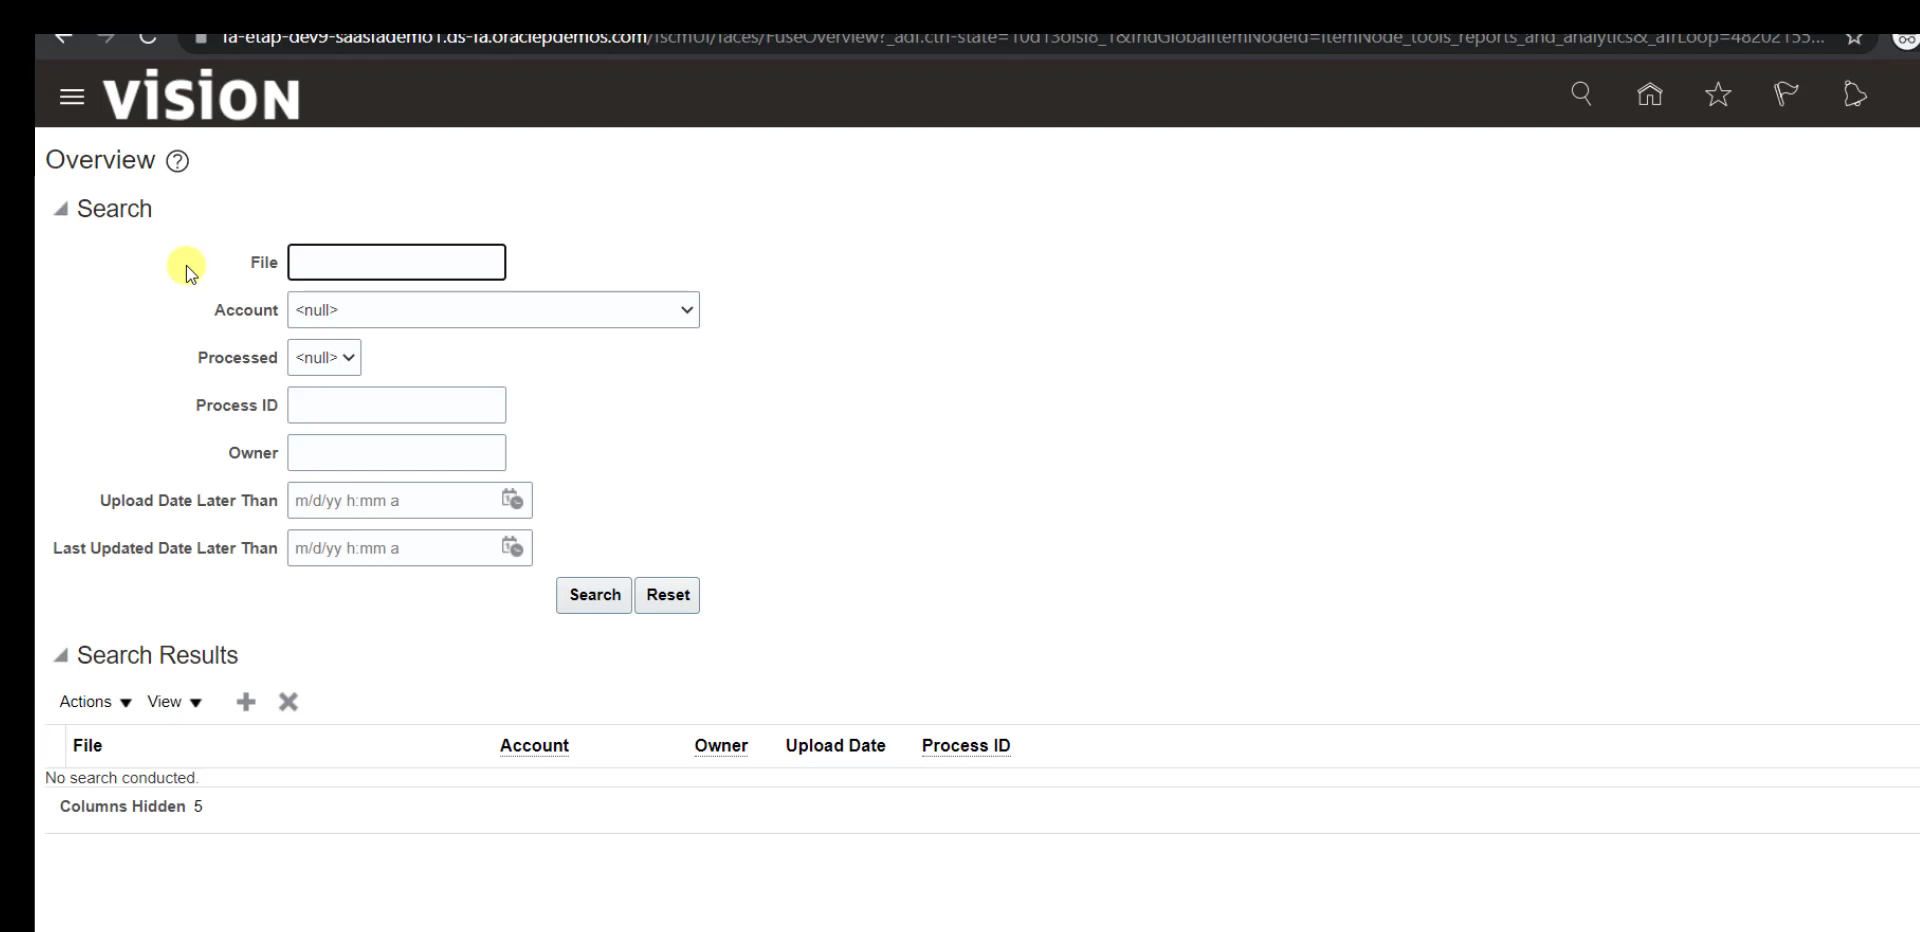 vision
Overview ?
Search
File
Account <null>
Processed <null>
Process ID
Owner
Upload Date Later Than m/d/yy h:mm a
Last Updated Date Later Than m/d/yy h:mm a
Search Reset
Search Results
Actions View
File Account Owner Upload Date Process ID
No search conducted.
Columns Hidden 5